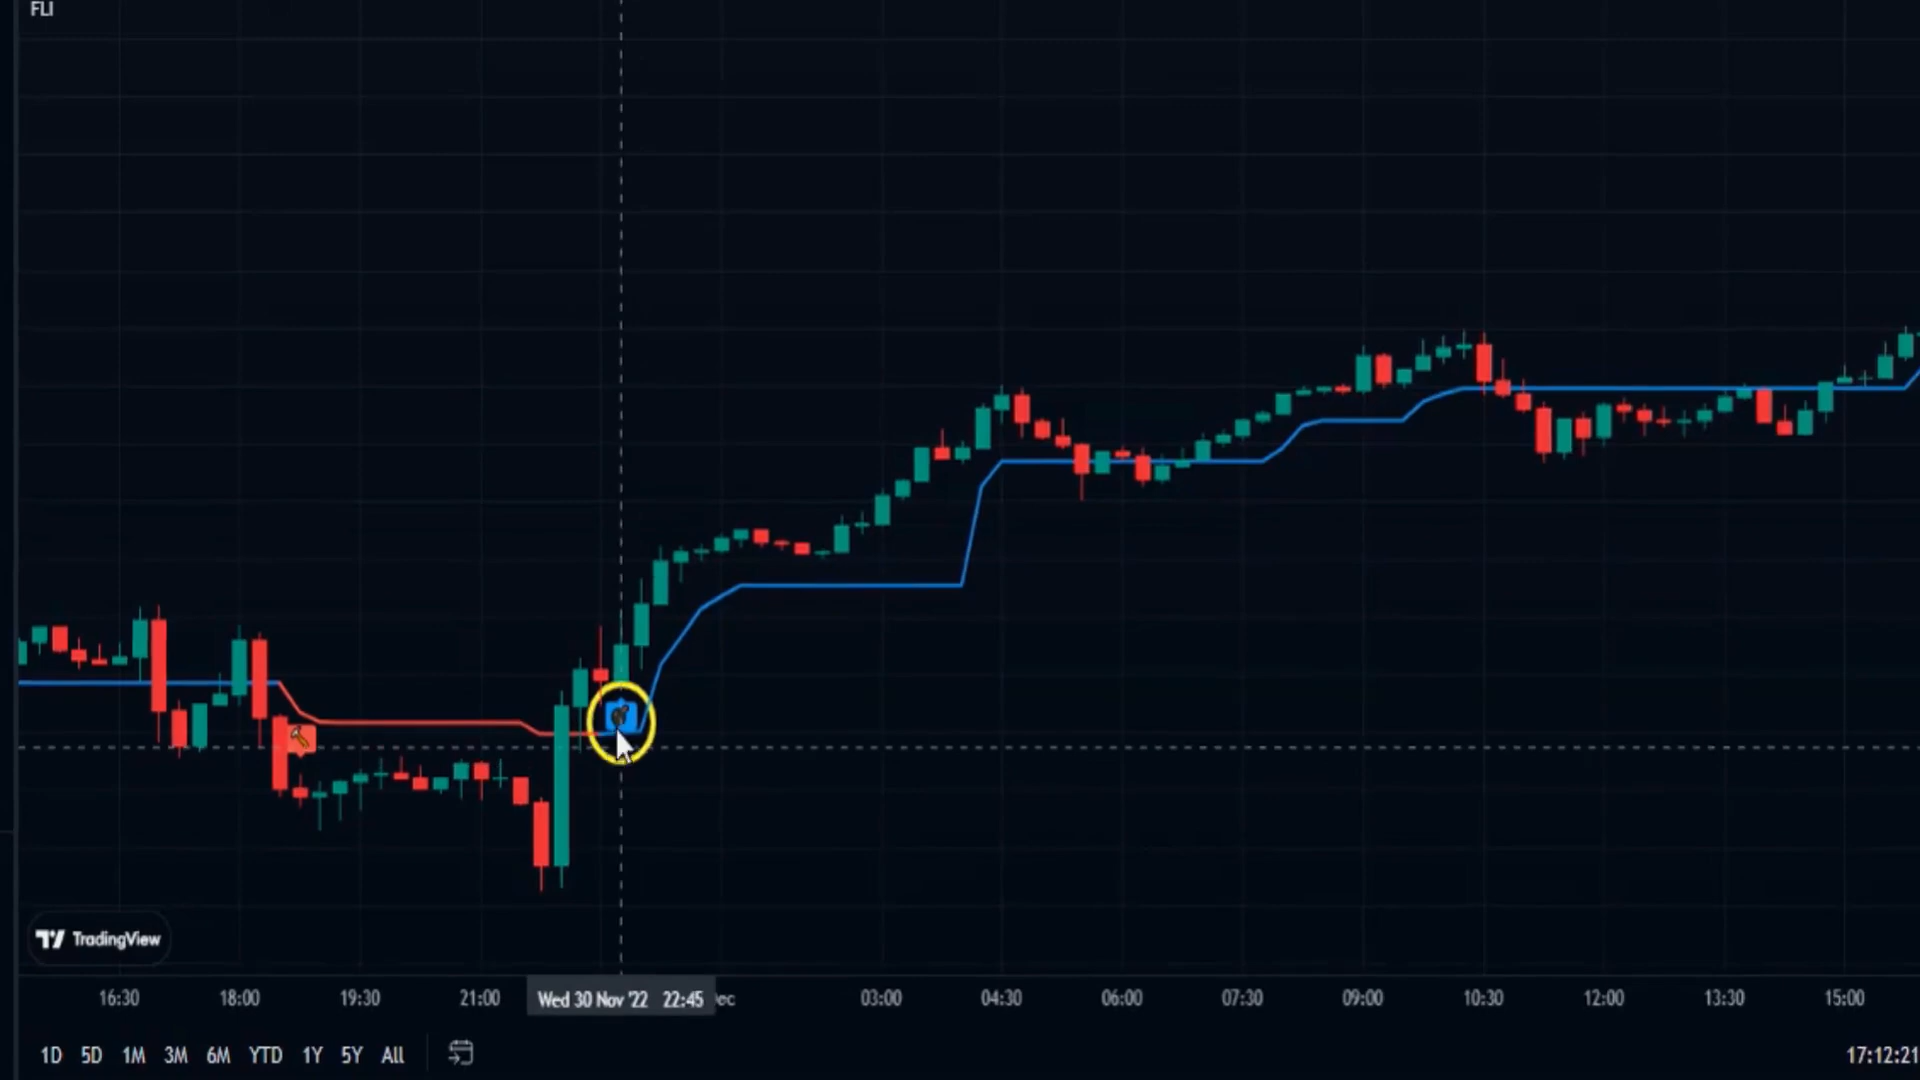 FLI
TradingView
16:30 18:00 19:30 21:00 Wed 30 Nov '22 22:45 ec 03:00 04:30 06:00 07:30 09:00 10:30 12:00 13:30 15:00
1D 5D 1M 3M 6M YTD 1Y 5Y All 17:12:21